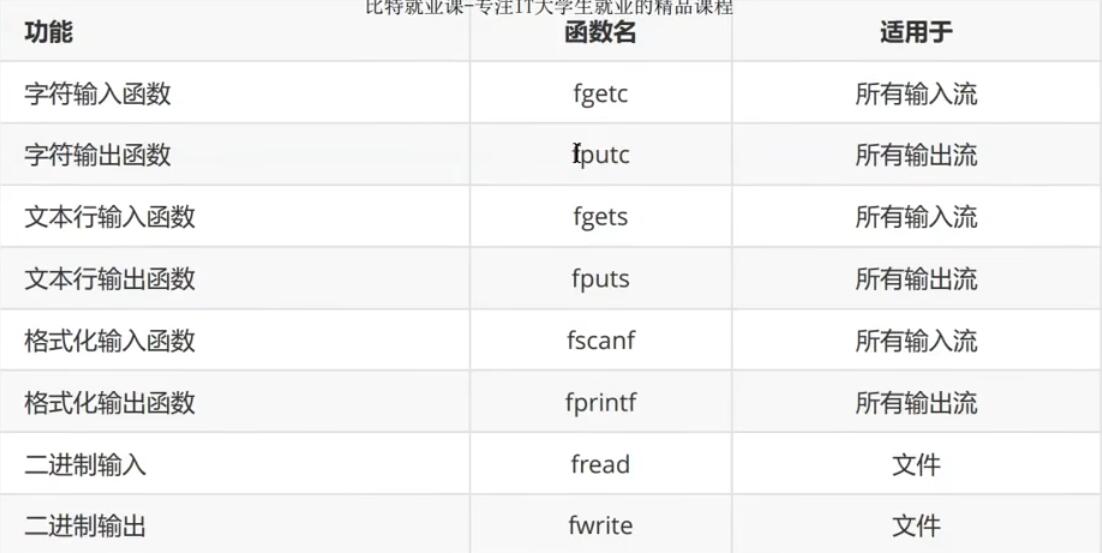 比特就业课-专注IT大学生就业的精品课程
功能 函数名 适用于
字符输入函数 fgetc 所有输入流
字符输出函数 fputc 所有输出流
文本行输入函数 fgets 所有输入流
文本行输出函数 fputs 所有输出流
格式化输入函数 fscanf 所有输入流
格式化输出函数 fprintf 所有输出流
二进制输入 fread 文件
二进制输出 fwrite 文件